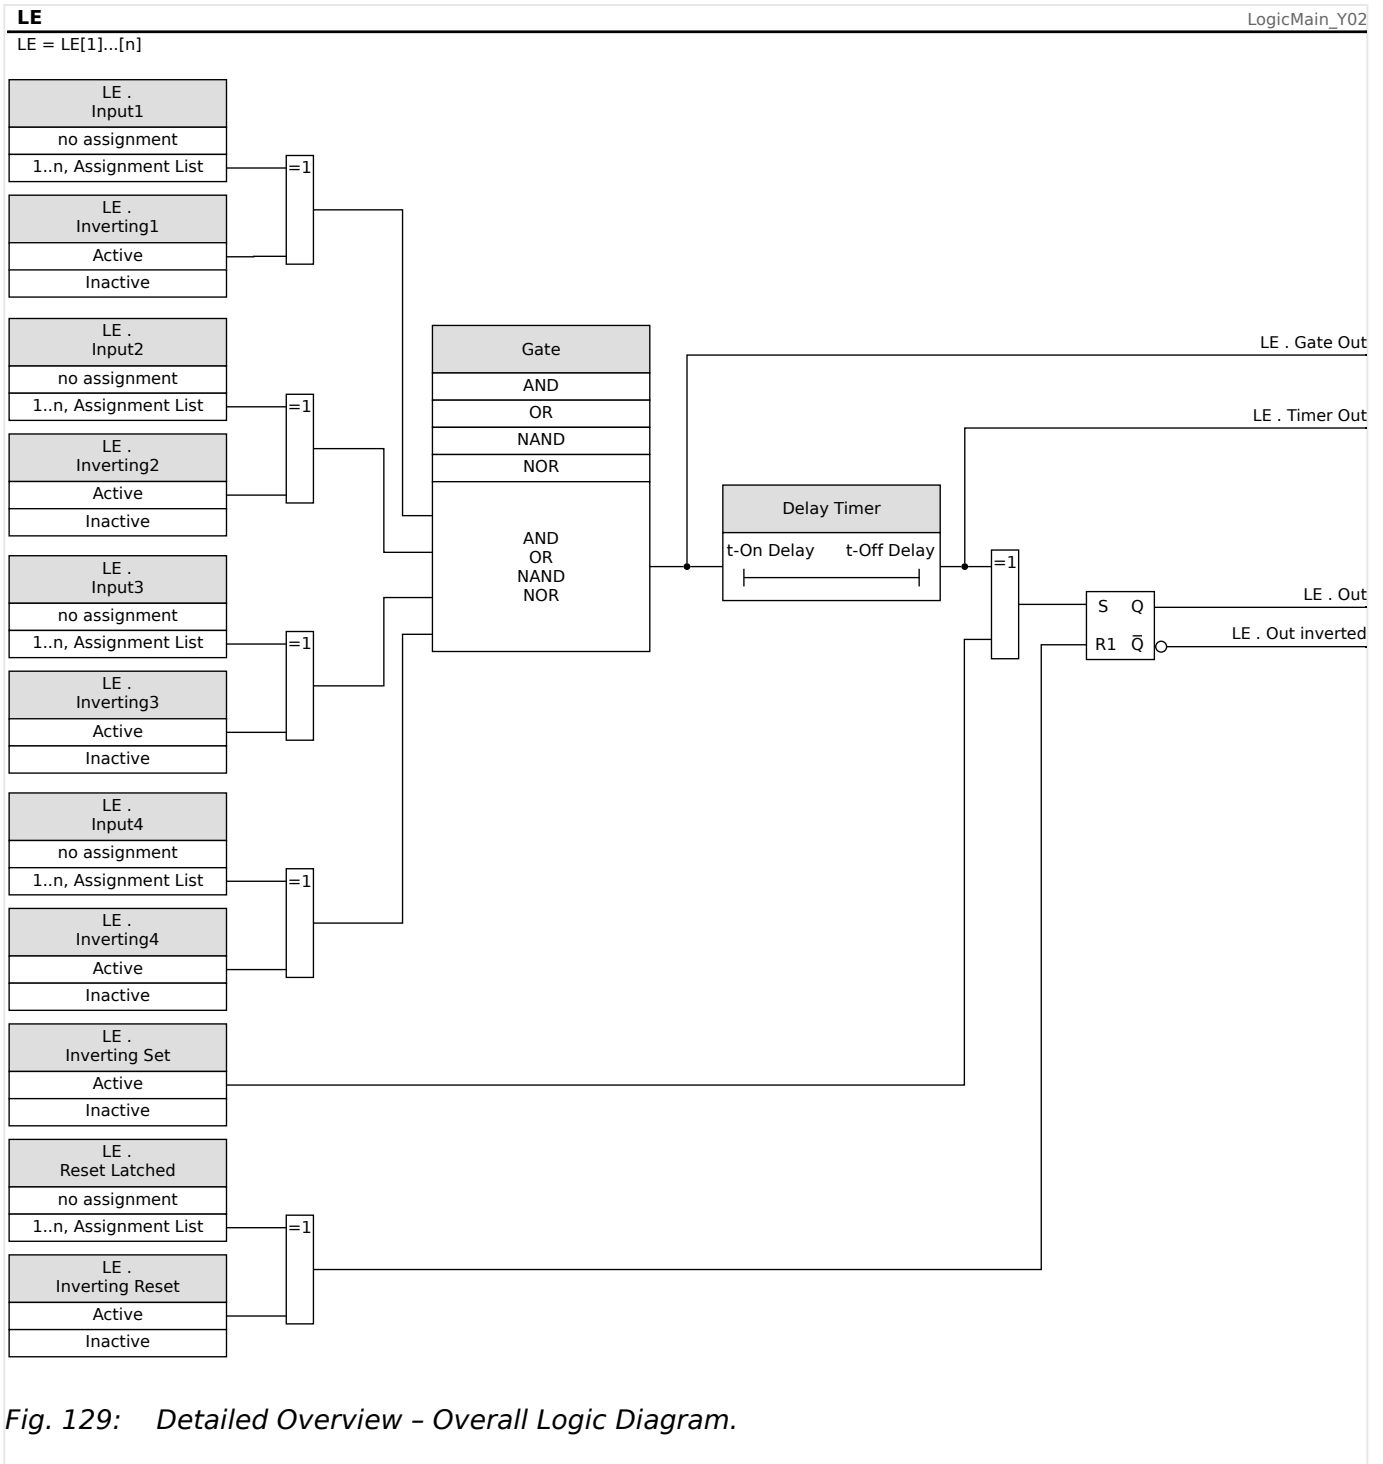 LE
LogicMain_Y02
LE = LE[1]...[n]
LE .
Input1
no assignment
1..n, Assignment List
=1
LE .
Inverting1
Active
Inactive
LE .
Input2
no assignment
1..n, Assignment List
=1
LE .
Inverting2
Active
Inactive
LE .
Input3
no assignment
1..n, Assignment List
=1
LE .
Inverting3
Active
Inactive
LE .
Input4
no assignment
1..n, Assignment List
=1
LE .
Inverting4
Active
Inactive
LE .
Inverting Set
Active
Inactive
LE .
Reset Latched
no assignment
1..n, Assignment List
=1
LE .
Inverting Reset
Active
Inactive
Gate
AND
OR
NAND
NOR
AND
OR
NAND
NOR
Delay Timer
t-On Delay t-Off Delay
=1
S Q
R1 Q̅
LE . Gate Out
LE . Timer Out
LE . Out
LE . Out inverted
Fig. 129: Detailed Overview – Overall Logic Diagram.